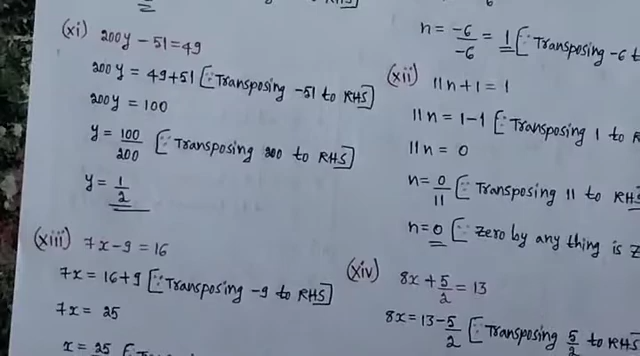 (xi) 200y - 51 = 49
200y = 49+51 [∵ Transposing -51 to RHS]
200y = 100
y = 100/200 [∵ Transposing 200 to RHS]
y = 1/2
(xiii) 7x - 9 = 16
7x = 16+9 [∵ Transposing -9 to RHS]
7x = 25
x = 25
n = -6/-6 = 1 [∵ Transposing -6 t
(xii) 11n + 1 = 1
11n = 1-1 [∵ Transposing 1 to R
11n = 0
n = 0/11 [∵ Transposing 11 to RHS
n = 0 [∵ Zero by any thing is Z
(xiv) 8x + 5/2 = 13
8x = 13 - 5/2 [∵ Transposing 5/2 to RHS